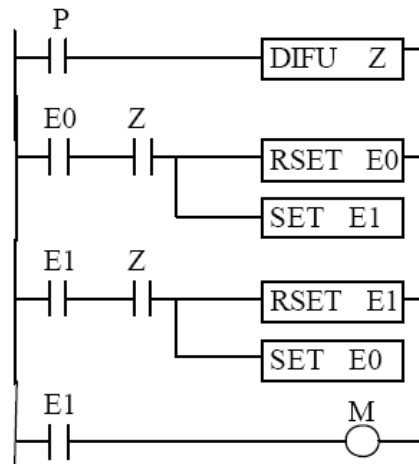 P
DIFU Z
E0 Z
RSET E0
SET E1
E1 Z
RSET E1
SET E0
E1
M